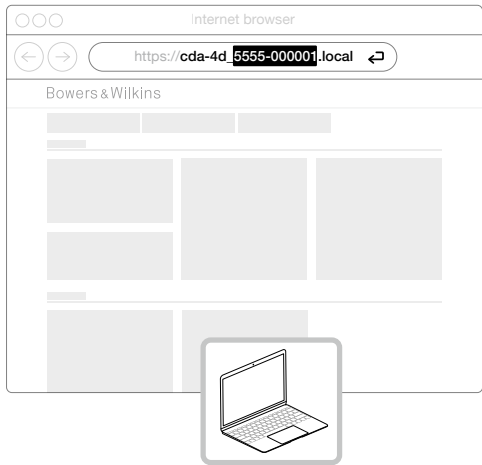 Internet browser
https://cda-4d_5555-000001.local
Bowers & Wilkins